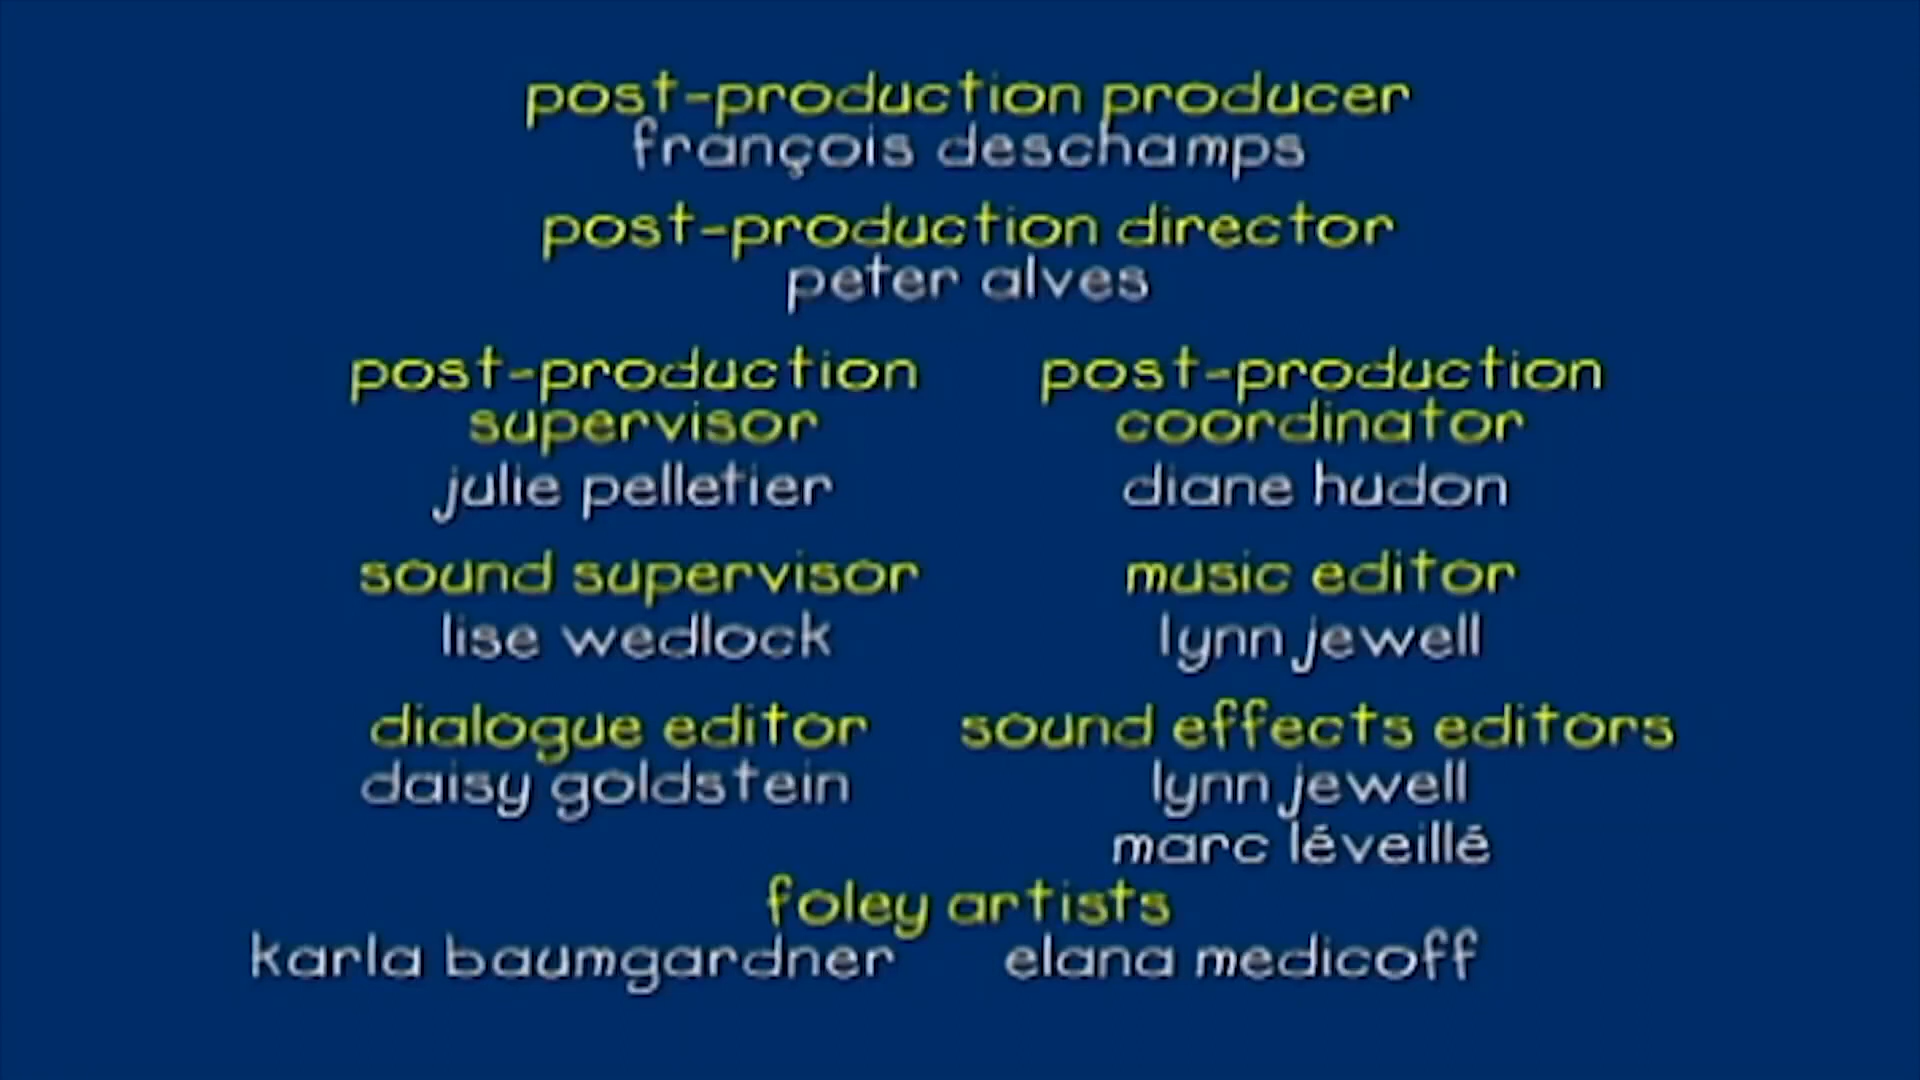 post-production producer
françois deschamps
post-production director
peter alves
post-production
supervisor
julie pelletier
post-production
coordinator
diane hudon
sound supervisor
lise wedlock
music editor
lynn jewell
dialogue editor
daisy goldstein
sound effects editors
lynn jewell
marc léveillé
foley artists
karla baumgardner
elana medicoff